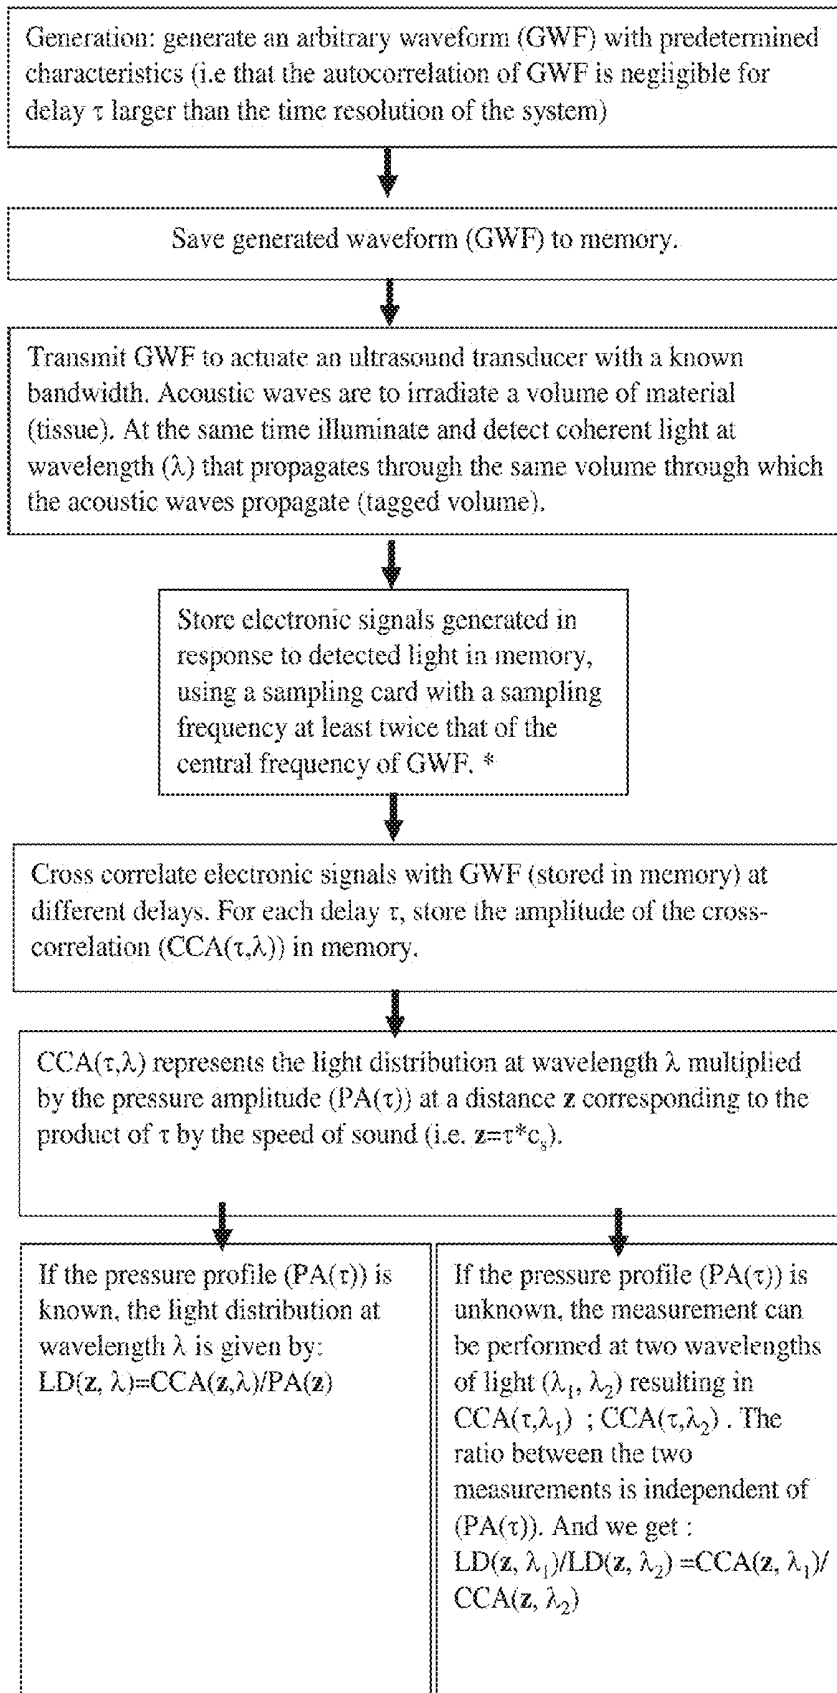 Generation: generate an arbitrary waveform (GWF) with predetermined
characteristics (i.e that the autocorrelation of GWF is negligible for
delay τ larger than the time resolution of the system)
Save generated waveform (GWF) to memory.
Transmit GWF to actuate an ultrasound transducer with a known
bandwidth. Acoustic waves are to irradiate a volume of material
(tissue). At the same time illuminate and detect coherent light at
wavelength (λ) that propagates through the same volume through which
the acoustic waves propagate (tagged volume).
Store electronic signals generated in
response to detected light in memory,
using a sampling card with a sampling
frequency at least twice that of the
central frequency of GWF. *
Cross correlate electronic signals with GWF (stored in memory) at
different delays. For each delay τ, store the amplitude of the cross-
correlation (CCA(τ,λ)) in memory.
CCA(τ,λ) represents the light distribution at wavelength λ multiplied
by the pressure amplitude (PA(τ)) at a distance z corresponding to the
product of τ by the speed of sound (i.e. z=τ*cₛ).
If the pressure profile (PA(τ)) is
known, the light distribution at
wavelength λ is given by:
LD(z, λ)=CCA(z,λ)/PA(z)
If the pressure profile (PA(τ)) is
unknown, the measurement can
be performed at two wavelengths
of light (λ₁, λ₂) resulting in
CCA(τ,λ₁) ; CCA(τ,λ₂) . The
ratio between the two
measurements is independent of
(PA(τ)). And we get :
LD(z, λ₁)/LD(z, λ₂) =CCA(z, λ₁)/
CCA(z, λ₂)